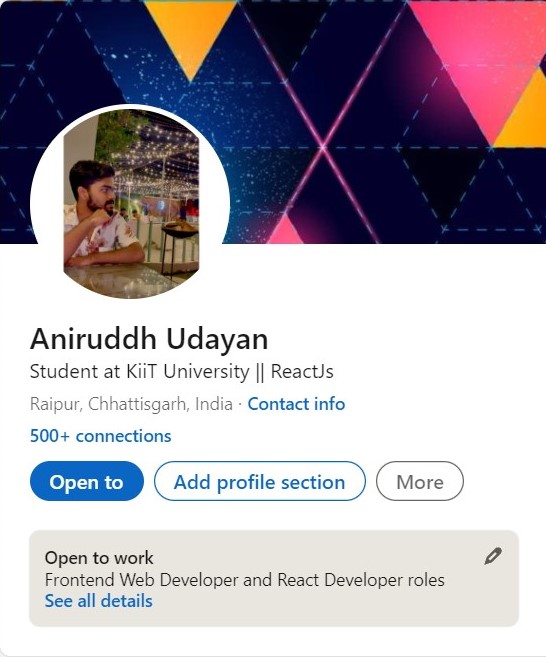 Aniruddh Udayan
Student at KiiT University || ReactJs
Raipur, Chhattisgarh, India · Contact info
500+ connections
Open to
Add profile section
More
Open to work
Frontend Web Developer and React Developer roles
See all details